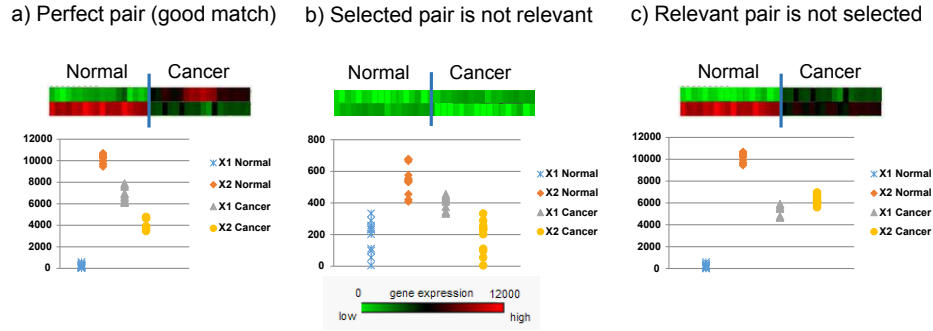 a) Perfect pair (good match)
b) Selected pair is not relevant
c) Relevant pair is not selected
Normal Cancer
12000
10000
8000
6000
4000
2000
0
X1 Normal
X2 Normal
X1 Cancer
X2 Cancer
Normal Cancer
800
600
400
200
0
X1 Normal
X2 Normal
X1 Cancer
X2 Cancer
0 gene expression 12000
low high
Normal Cancer
12000
10000
8000
6000
4000
2000
0
X1 Normal
X2 Normal
X1 Cancer
X2 Cancer